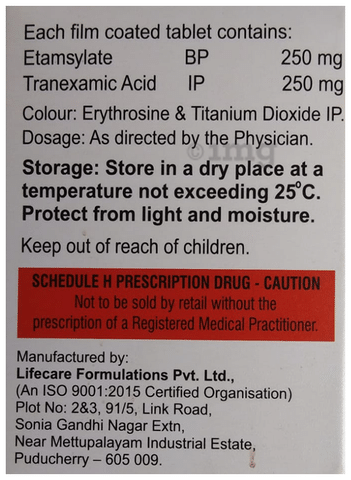 Each film coated tablet contains:
Etamsylate BP 250 mg
Tranexamic Acid IP 250 mg
Colour: Erythrosine & Titanium Dioxide IP.
Dosage: As directed by the Physician.
Storage: Store in a dry place at a
temperature not exceeding 25°C.
Protect from light and moisture.
Keep out of reach of children.
SCHEDULE H PRESCRIPTION DRUG - CAUTION
Not to be sold by retail without the
prescription of a Registered Medical Practitioner.
Manufactured by:
Lifecare Formulations Pvt. Ltd.,
(An ISO 9001:2015 Certified Organisation)
Plot No: 2&3, 91/5, Link Road,
Sonia Gandhi Nagar Extn,
Near Mettupalayam Industrial Estate,
Puducherry – 605 009.